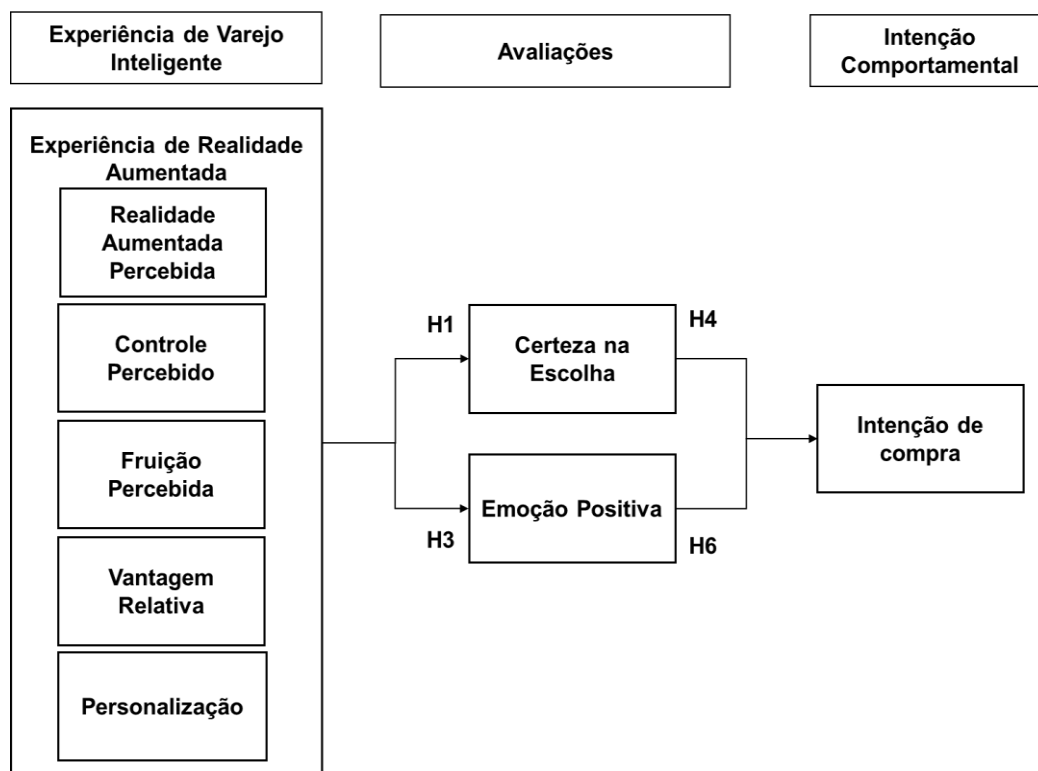 Experiência de Varejo
Inteligente
Avaliações
Intenção
Comportamental
Experiência de Realidade
Aumentada
Realidade
Aumentada
Percebida
Controle
Percebido
Fruição
Percebida
Vantagem
Relativa
Personalização
H1
Certeza na
Escolha
H4
H3
Emoção Positiva
H6
Intenção de
compra